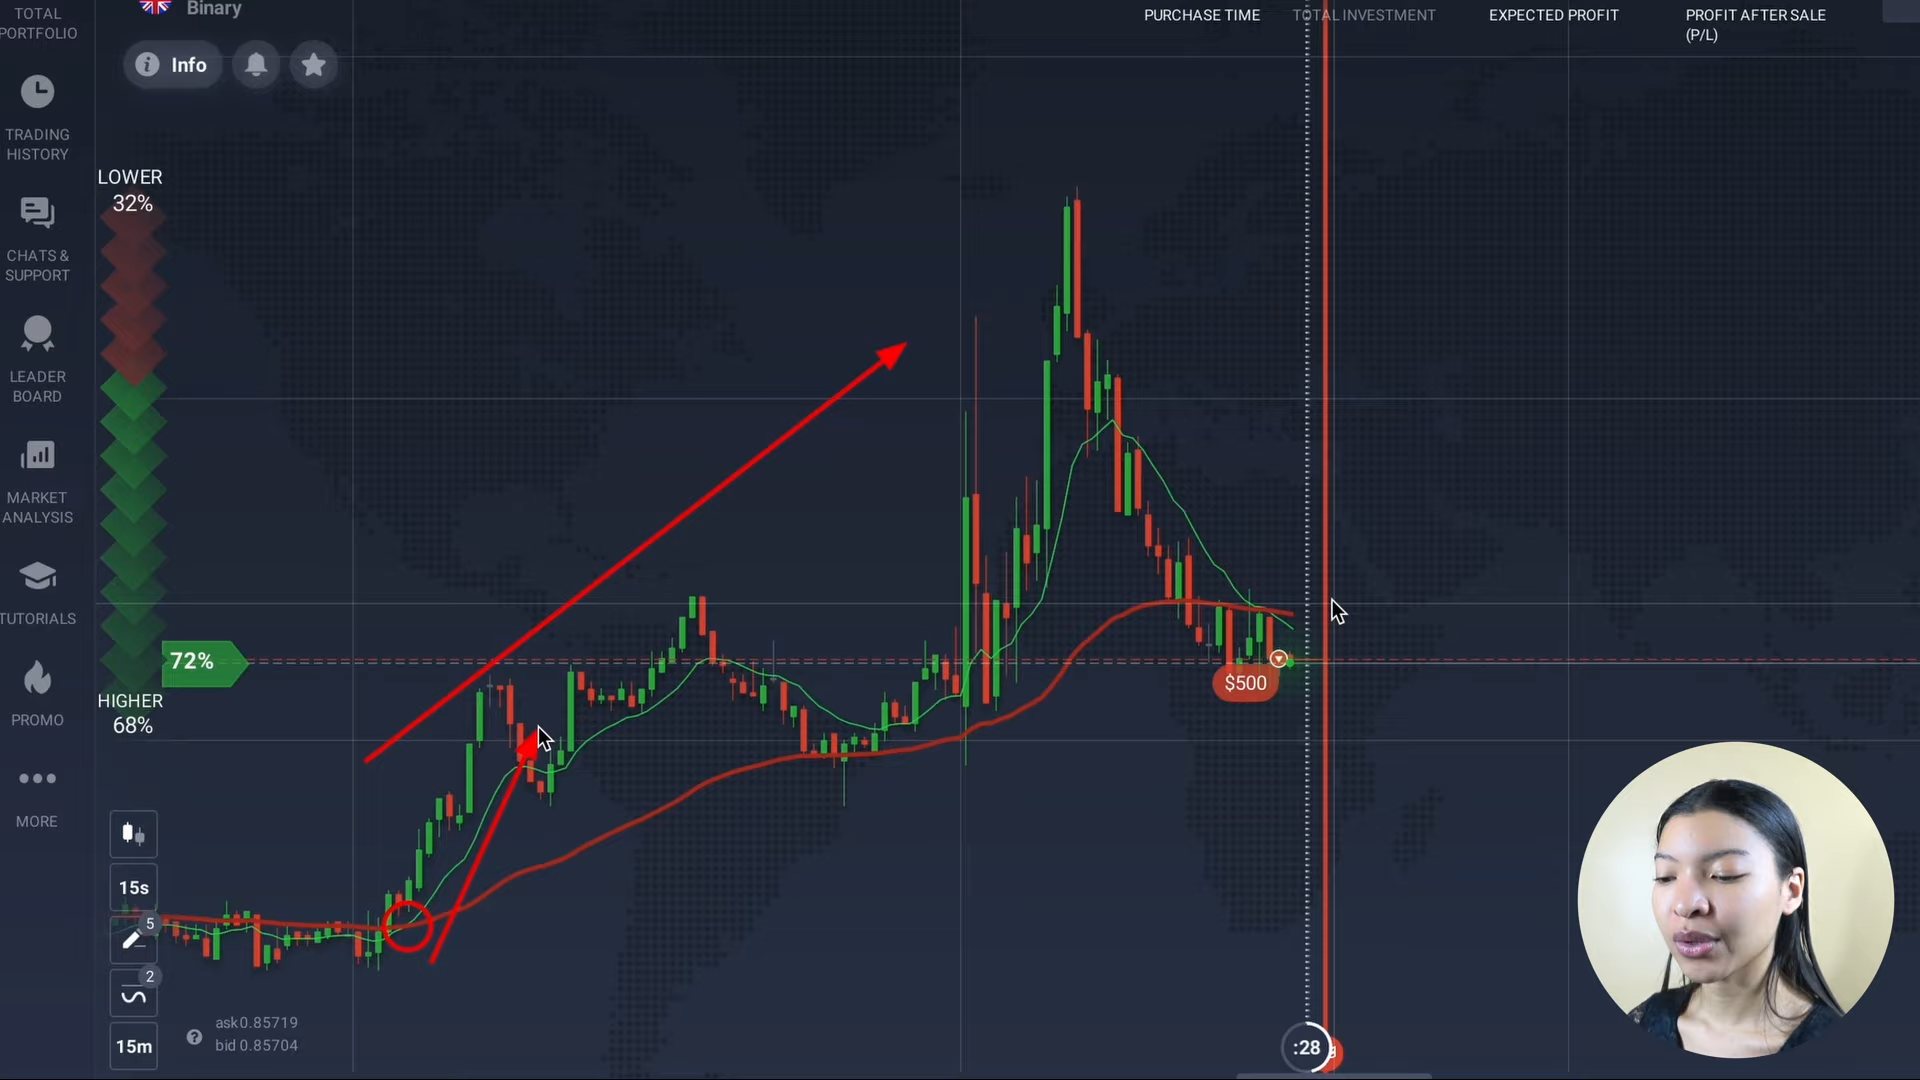 TOTAL
PORTFOLIO
Binary
PURCHASE TIME
TOTAL INVESTMENT
EXPECTED PROFIT
PROFIT AFTER SALE
(P/L)
Info
TRADING
HISTORY
LOWER
32%
CHATS &
SUPPORT
LEADER
BOARD
MARKET
ANALYSIS
TUTORIALS
72%
$500
HIGHER
68%
PROMO
MORE
15s
5
2
ask0.85719
bid 0.85704
15m
:28